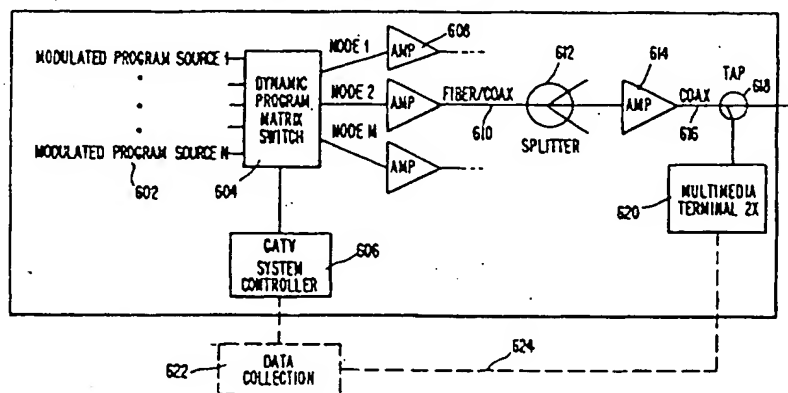 MODULATED PROGRAM SOURCE 1
MODULATED PROGRAM SOURCE N
602
DYNAMIC
PROGRAM
MATRIX
SWITCH
604
NODE 1
NODE 2
NODE M
AMP
608
AMP
AMP
FIBER/COAX
610
612
SPLITTER
614
AMP
COAX
616
TAP
618
620
MULTIMEDIA
TERMINAL 2X
CATV
SYSTEM
CONTROLLER
606
622
DATA
COLLECTION
624